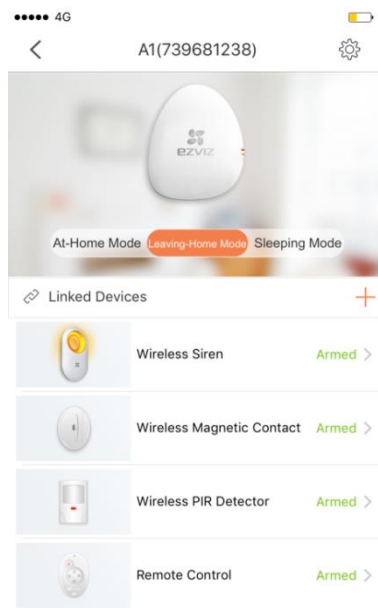 4G
A1(739681238)
EZVIZ
At-Home Mode Leaving-Home Mode Sleeping Mode
Linked Devices
Wireless Siren Armed
Wireless Magnetic Contact Armed
Wireless PIR Detector Armed
Remote Control Armed